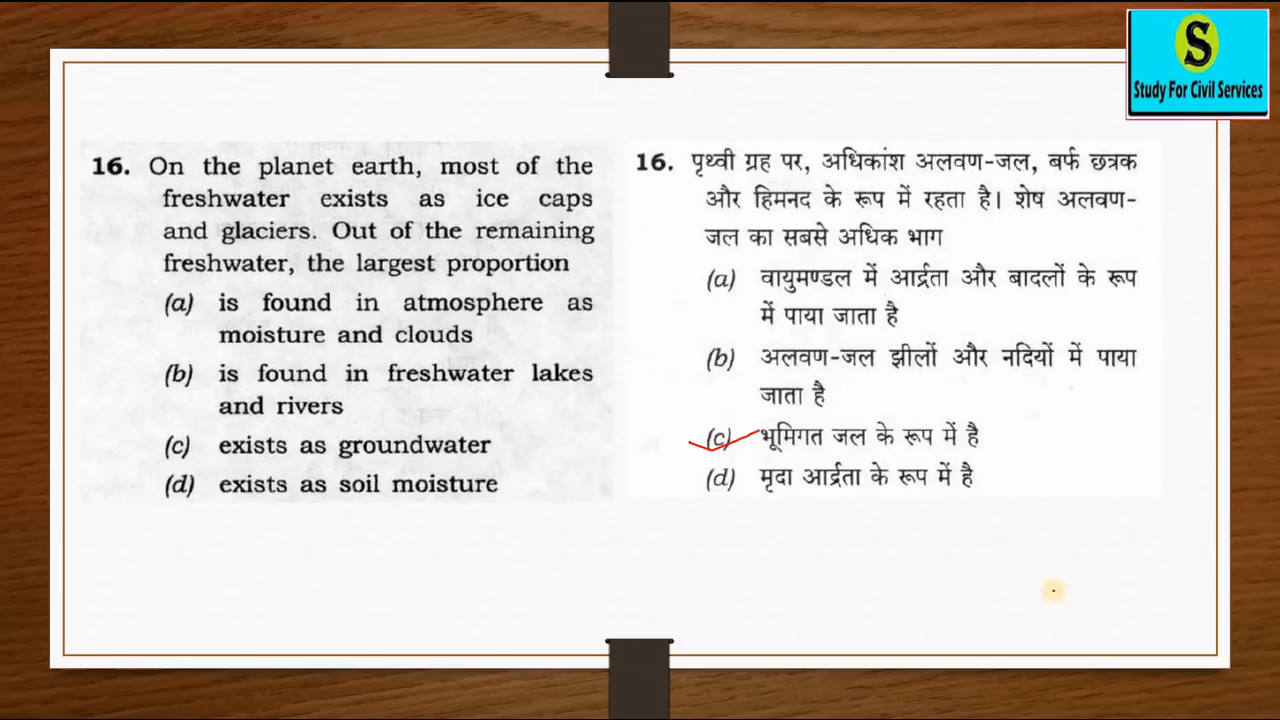 S
Study For Civil Services
16. On the planet earth, most of the
freshwater exists as ice caps
and glaciers. Out of the remaining
freshwater, the largest proportion
(a) is found in atmosphere as
moisture and clouds
(b) is found in freshwater lakes
and rivers
(c) exists as groundwater
(d) exists as soil moisture
16. पृथ्वी ग्रह पर, अधिकांश अलवण-जल, बर्फ छत्रक
और हिमनद के रूप में रहता है। शेष अलवण-
जल का सबसे अधिक भाग
(a) वायुमण्डल में आर्द्रता और बादलों के रूप
में पाया जाता है
(b) अलवण-जल झीलों और नदियों में पाया
जाता है
(c) भूमिगत जल के रूप में है
(d) मृदा आर्द्रता के रूप में है